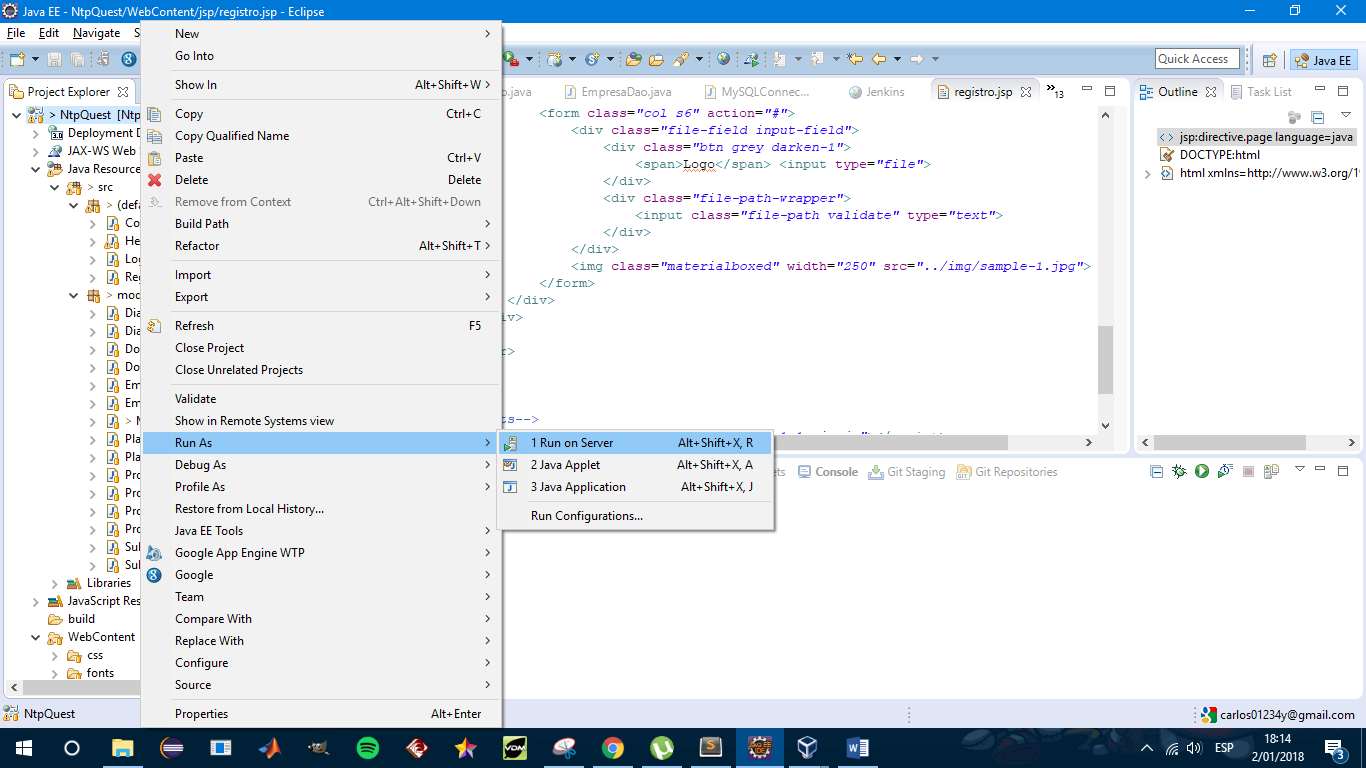 Java EE - NtpQuest/WebContent/jsp/registro.jsp - Eclipse
File Edit Navigate S
Quick Access
Java EE
Project Explorer
> NtpQuest [Ntp
Deployment D
JAX-WS Web
Java Resource
> src
> (defa
Co
He
Log
Reg
> mod
Dia
Dia
Do
Do
Em
Em
Pla
Pla
Pro
Pro
Pro
Sul
Sul
Libraries
JavaScript Res
build
WebContent
css
fonts
New
Go Into
Show In Alt+Shift+W
Copy Ctrl+C
Copy Qualified Name
Paste Ctrl+V
Delete Delete
Remove from Context Ctrl+Alt+Shift+Down
Build Path
Refactor Alt+Shift+T
Import
Export
Refresh F5
Close Project
Close Unrelated Projects
Validate
Show in Remote Systems view
Run As
Debug As
Profile As
Restore from Local History...
Java EE Tools
Google App Engine WTP
Google
Team
Compare With
Replace With
Configure
Source
Properties Alt+Enter
1 Run on Server Alt+Shift+X, R
2 Java Applet Alt+Shift+X, A
3 Java Application Alt+Shift+X, J
Run Configurations...
o.java EmpresaDao.java MySQLConnec... Jenkins registro.jsp »13
<form class="col s6" action="#">
<div class="file-field input-field">
<div class="btn grey darken-1">
<span>Logo</span> <input type="file">
</div>
<div class="file-path-wrapper">
<input class="file-path validate" type="text">
</div>
</div>
<img class="materialboxed" width="250" src="../img/sample-1.jpg">
</form>
</div>
iv>
r>
ts-->
Outline Task List
jsp:directive.page language=java
DOCTYPE:html
html xmlns=http://www.w3.org/19
ets Console Git Staging Git Repositories
NtpQuest
carlos01234y@gmail.com
VDM
ESP
18:14
2/01/2018
3